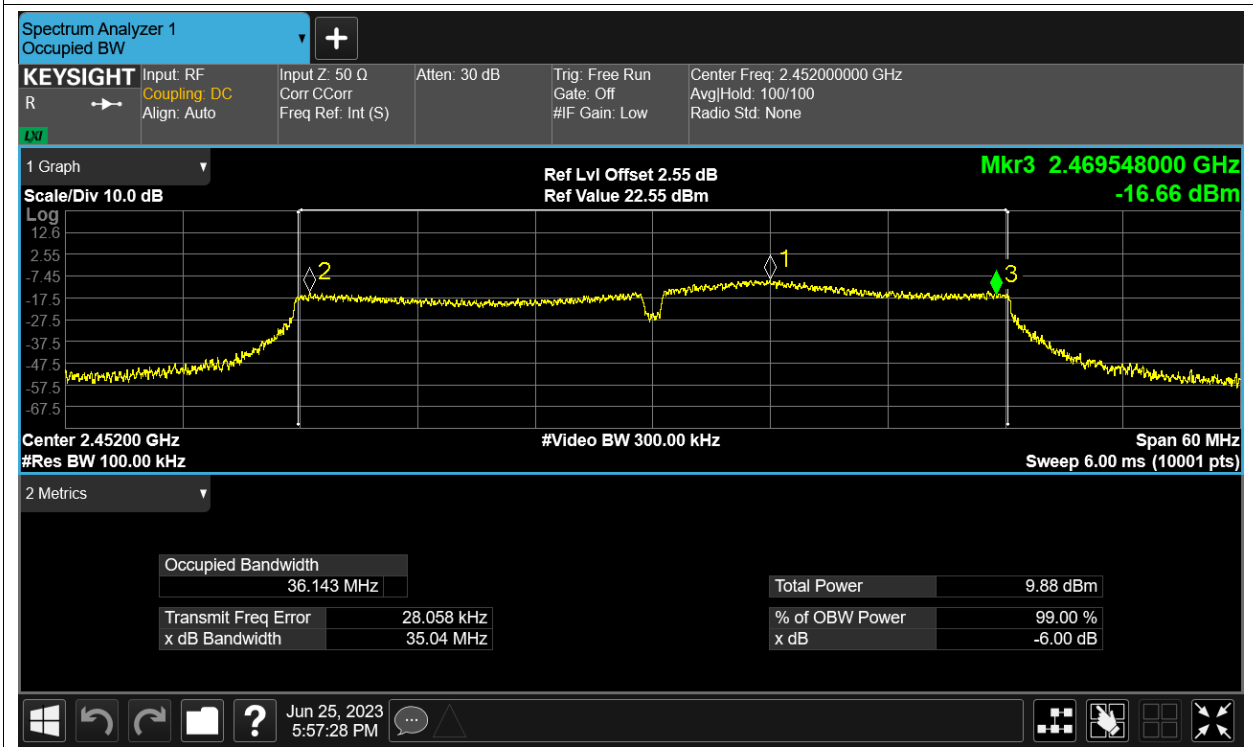 Spectrum Analyzer 1
Occupied BW
KEYSIGHT
R
LXI
Input: RF
Coupling: DC
Align: Auto
Input Z: 50 Ω
Corr CCorr
Freq Ref: Int (S)
Atten: 30 dB
Trig: Free Run
Gate: Off
#IF Gain: Low
Center Freq: 2.452000000 GHz
Avg|Hold: 100/100
Radio Std: None
1 Graph
Scale/Div 10.0 dB
Ref Lvl Offset 2.55 dB
Ref Value 22.55 dBm
Mkr3 2.469548000 GHz
-16.66 dBm
Log
12.6
2.55
-7.45
-17.5
-27.5
-37.5
-47.5
-57.5
-67.5
2
1
3
Center 2.45200 GHz
#Res BW 100.00 kHz
#Video BW 300.00 kHz
Span 60 MHz
Sweep 6.00 ms (10001 pts)
2 Metrics
Occupied Bandwidth
36.143 MHz
Transmit Freq Error 28.058 kHz
x dB Bandwidth 35.04 MHz
Total Power 9.88 dBm
% of OBW Power 99.00 %
x dB -6.00 dB
?
Jun 25, 2023
5:57:28 PM